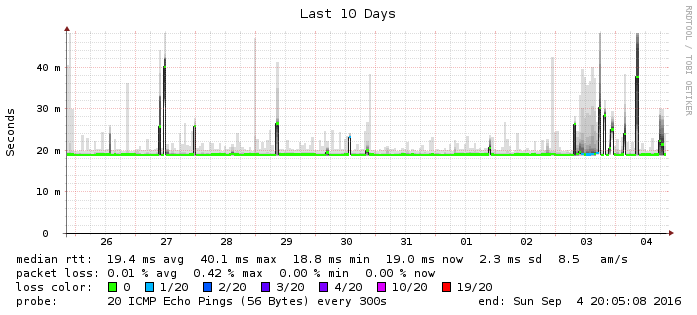 Last 10 Days
RRDTOOL / TOBI OETIKER
Seconds
40 m
30 m
20 m
10 m
0
26 27 28 29 30 31 01 02 03 04
median rtt: 19.4 ms avg 40.1 ms max 18.8 ms min 19.0 ms now 2.3 ms sd 8.5 am/s
packet loss: 0.01 % avg 0.42 % max 0.00 % min 0.00 % now
loss color: 0 1/20 2/20 3/20 4/20 10/20 19/20
probe: 20 ICMP Echo Pings (56 Bytes) every 300s end: Sun Sep 4 20:05:08 2016